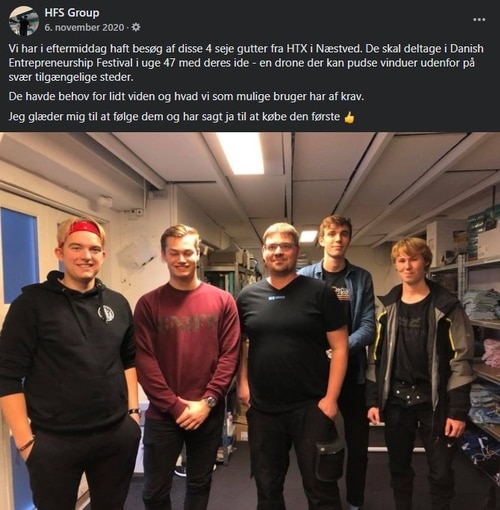 HFS Group
6. november 2020 ·
Vi har i eftermiddag haft besøg af disse 4 seje gutter fra HTX i Næstved. De skal deltage i Danish
Entrepreneurship Festival i uge 47 med deres ide - en drone der kan pudse vinduer udenfor på
svær tilgængelige steder.
De havde behov for lidt viden og hvad vi som mulige bruger har af krav.
Jeg glæder mig til at følge dem og har sagt ja til at købe den første 👍